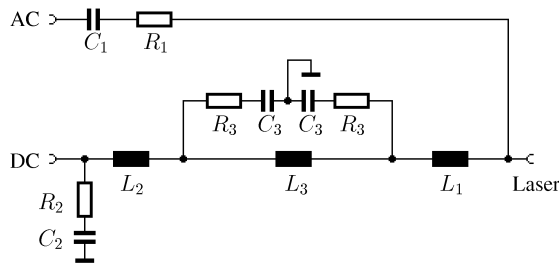 AC
C₁ R₁
R₃ C₃ C₃ R₃
DC
L₂ L₃ L₁ Laser
R₂
C₂